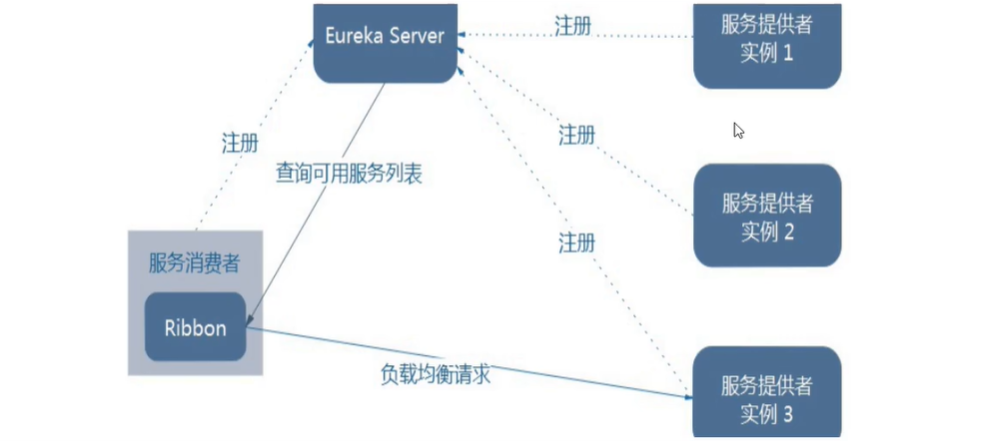 Eureka Server
注册
服务提供者
实例 1
注册
注册
查询可用服务列表
服务提供者
实例 2
注册
服务消费者
Ribbon
负载均衡请求
服务提供者
实例 3